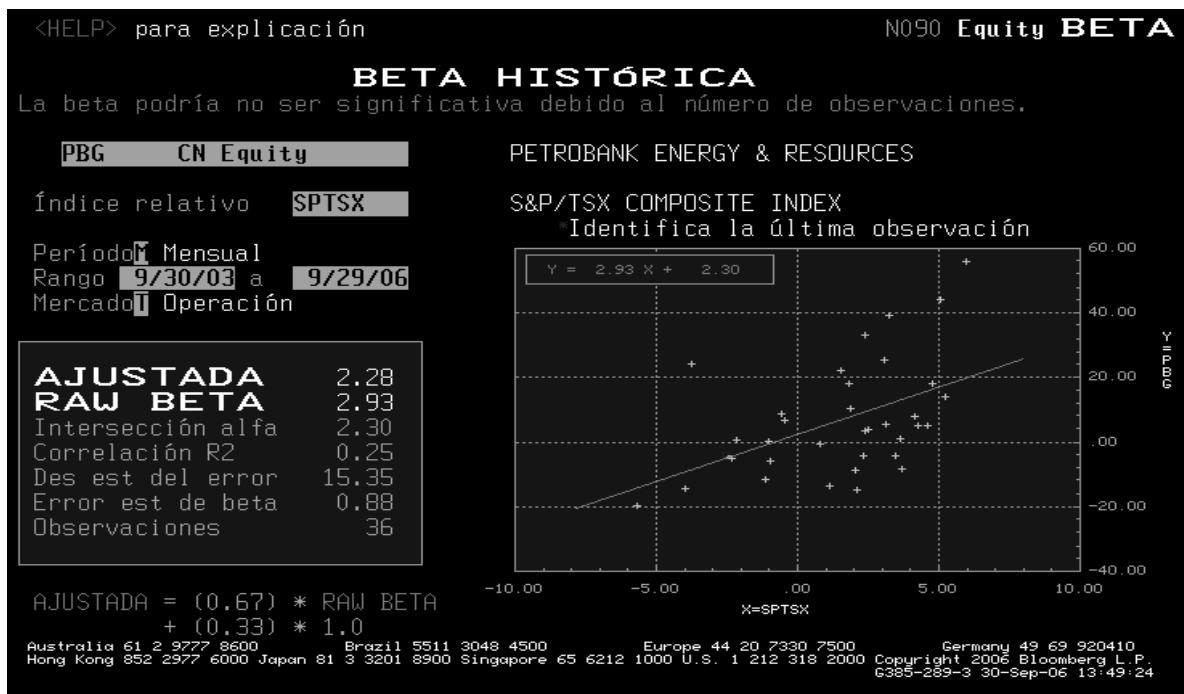 <HELP> para explicación N090 Equity BETA
BETA HISTÓRICA
La beta podría no ser significativa debido al número de observaciones.
PBG CN Equity PETROBANK ENERGY & RESOURCES
Índice relativo SPTSX S&P/TSX COMPOSITE INDEX
*Identifica la última observación
Período M Mensual
Rango 9/30/03 a 9/29/06
Mercado T Operación
Y = 2.93 X + 2.30
60.00
40.00
20.00
.00
-20.00
-40.00
Y=PBG
-10.00 -5.00 .00 5.00 10.00
X=SPTSX
AJUSTADA 2.28
RAW BETA 2.93
Intersección alfa 2.30
Correlación R2 0.25
Des est del error 15.35
Error est de beta 0.88
Observaciones 36
AJUSTADA = (0.67) * RAW BETA
+ (0.33) * 1.0
Australia 61 2 9777 8600 Brazil 5511 3048 4500 Europe 44 20 7330 7500 Germany 49 69 920410
Hong Kong 852 2977 6000 Japan 81 3 3201 8900 Singapore 65 6212 1000 U.S. 1 212 318 2000 Copyright 2006 Bloomberg L.P.
G385-289-3 30-Sep-06 13:49:24